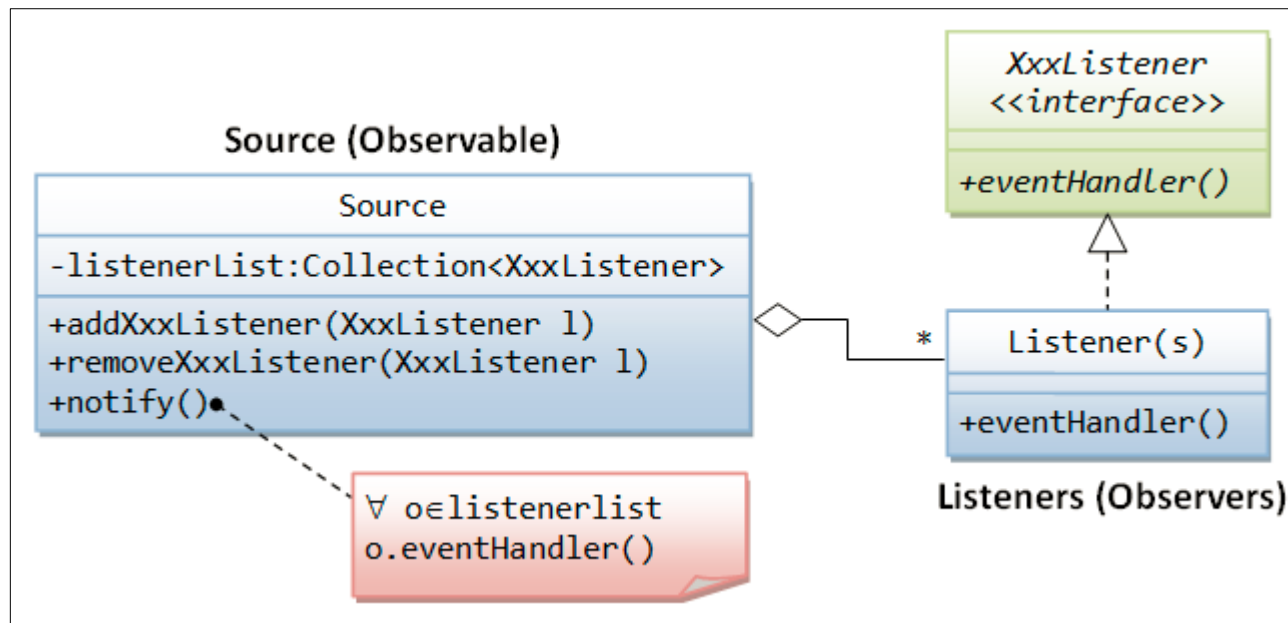 XxxListener
<<interface>>
+eventHandler()
Source (Observable)
Source
-listenerList:Collection<XxxListener>
+addXxxListener(XxxListener l)
+removeXxxListener(XxxListener l)
+notify()
*
Listener(s)
+eventHandler()
Listeners (Observers)
∀ o∈listenerlist
o.eventHandler()